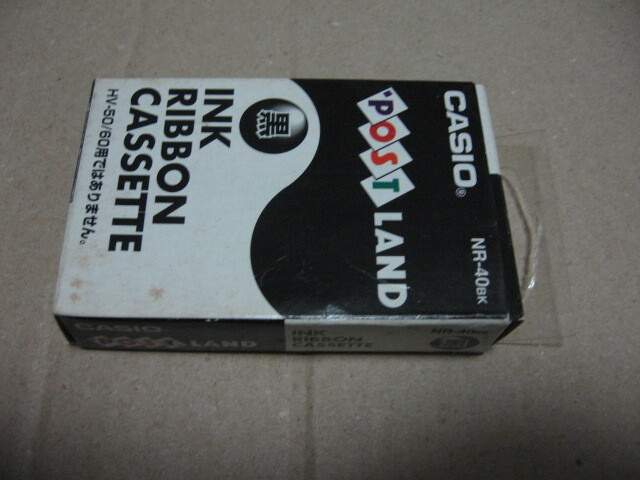 CASIO®
NR-40BK
'POST LAND
黒
INK
RIBBON
CASSETTE
HV-50/60用ではありません。
CASIO
POST LAND
INK
RIBBON
CASSETTE